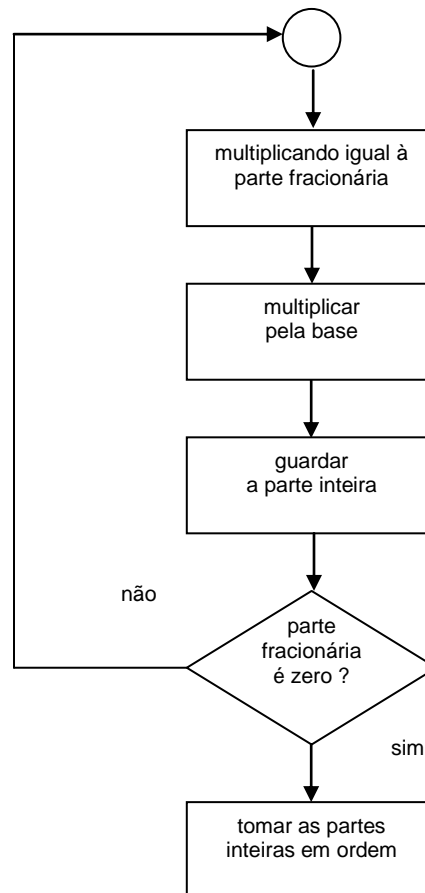 multiplicando igual à
parte fracionária
multiplicar
pela base
guardar
a parte inteira
não
parte
fracionária
é zero ?
sim
tomar as partes
inteiras em ordem